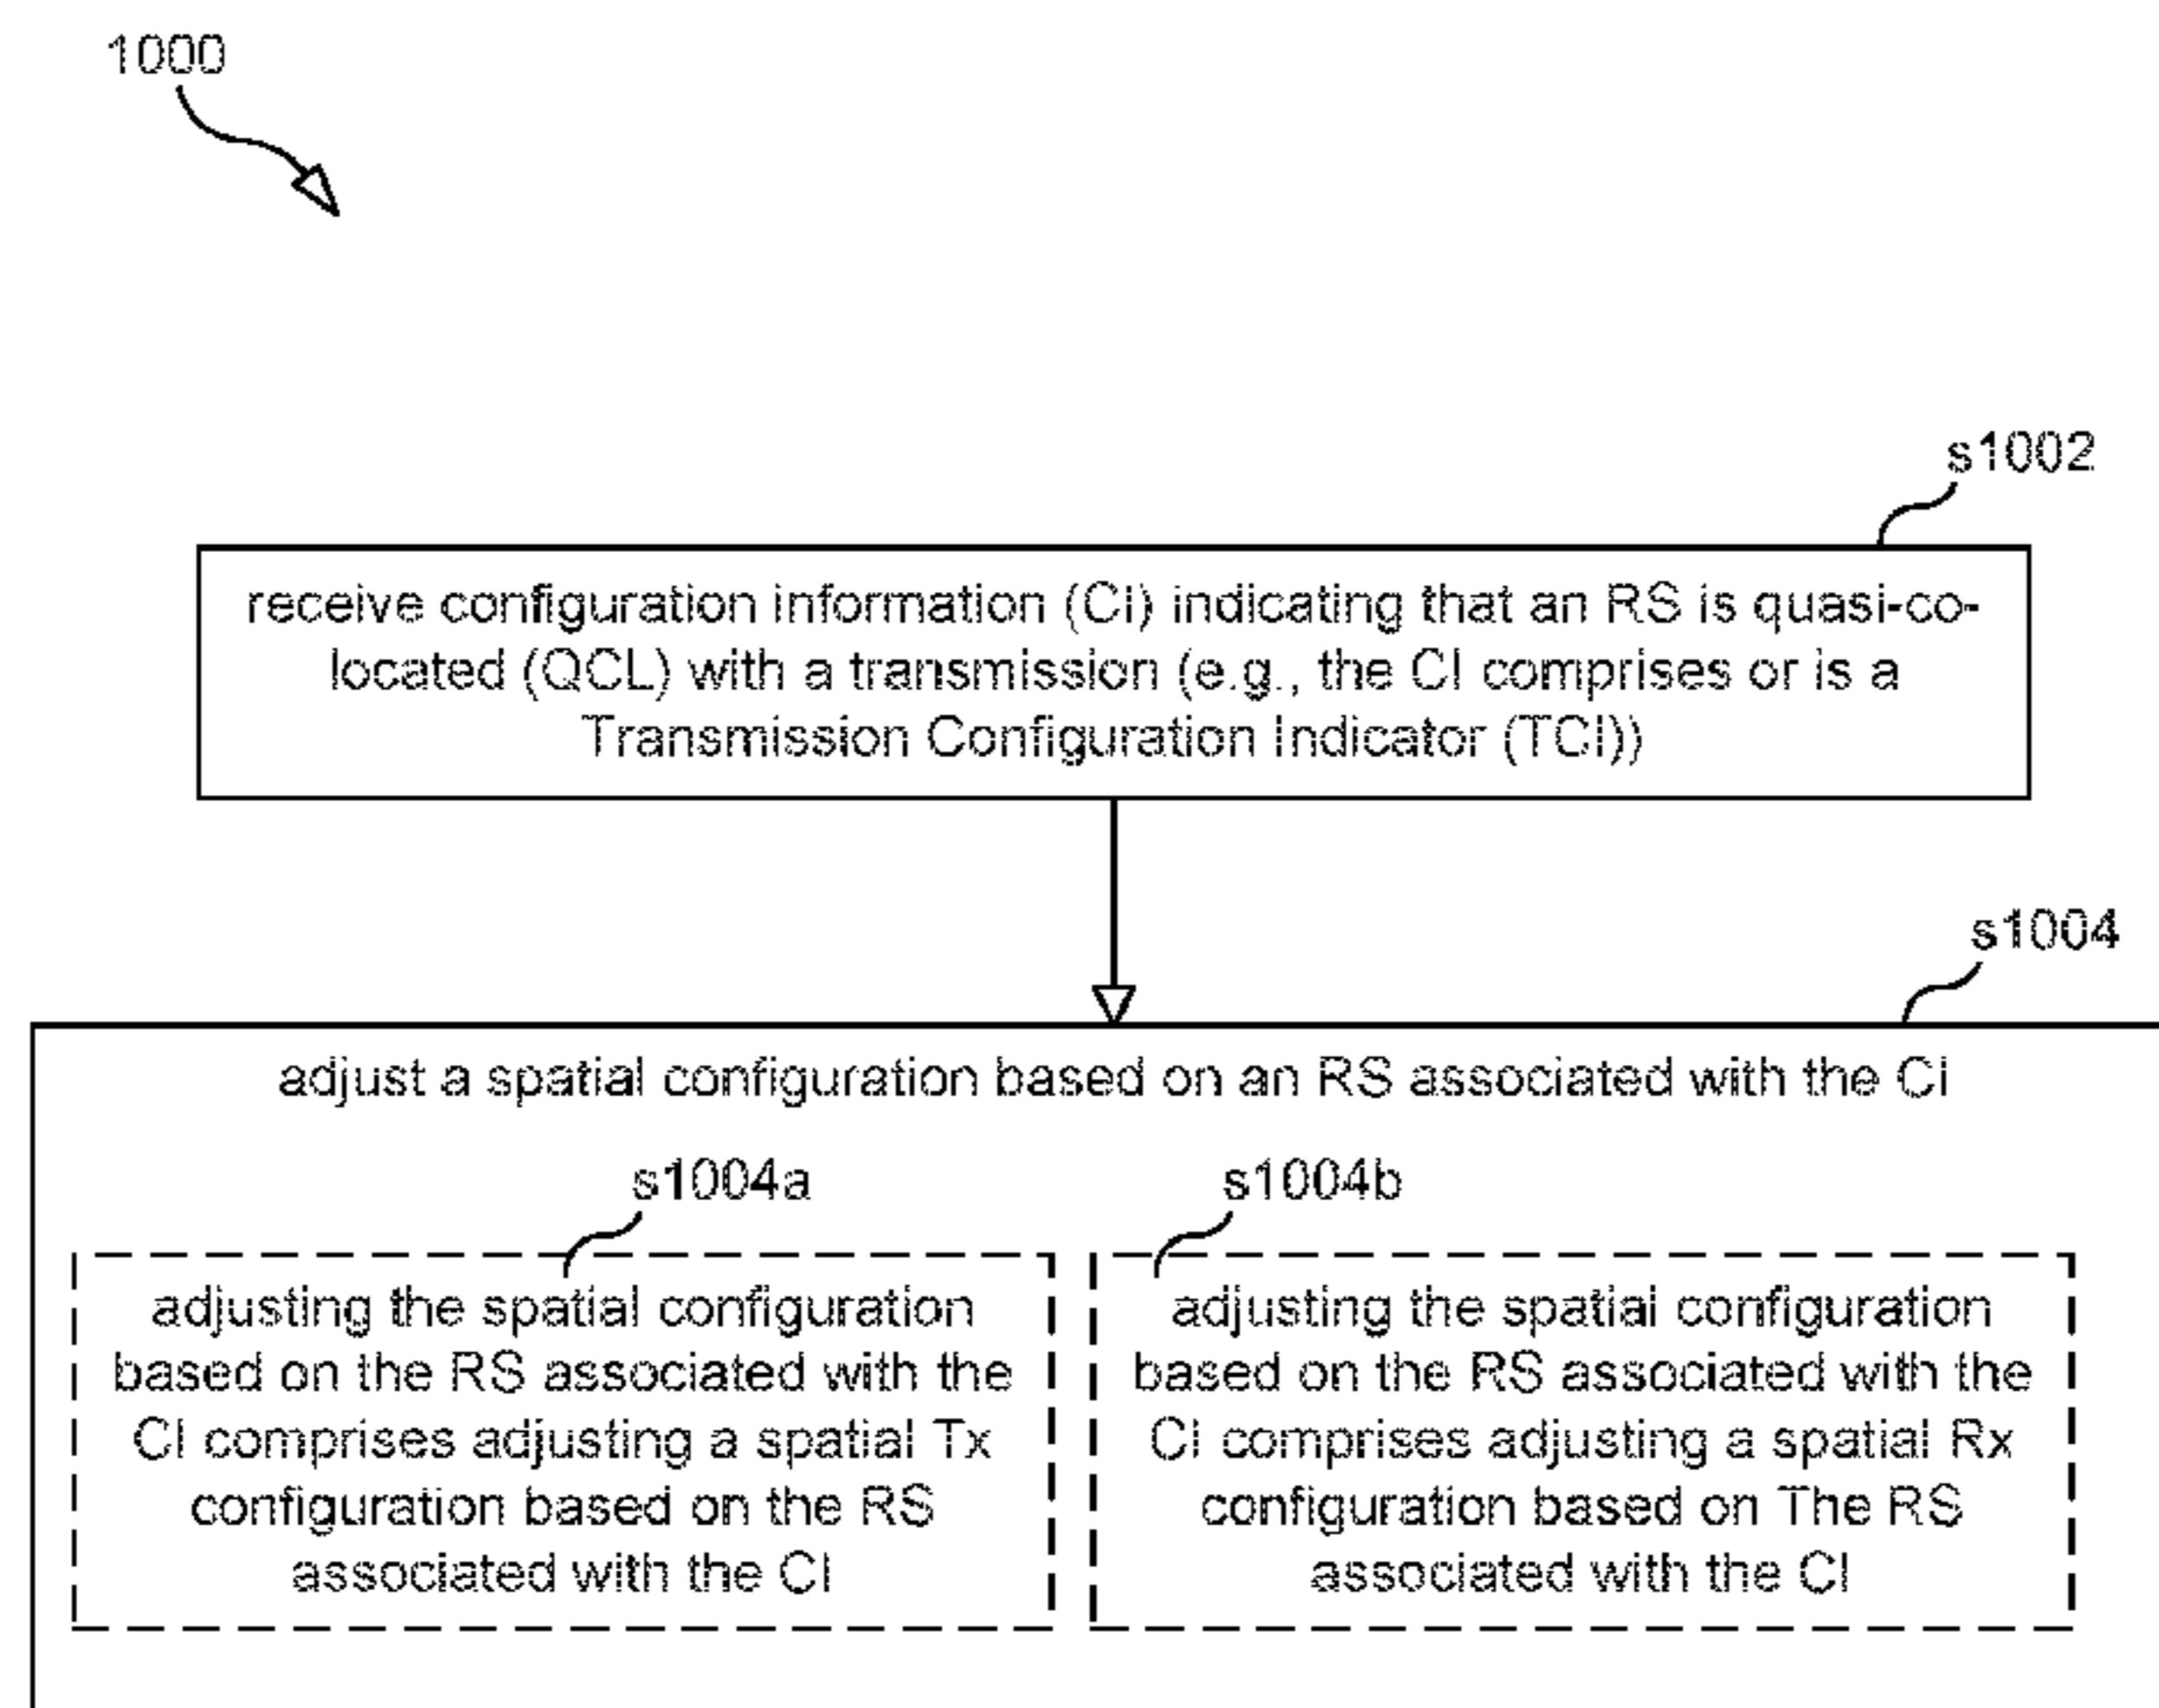 1000
s1002
receive configuration information (CI) indicating that an RS is quasi-co-
located (QCL) with a transmission (e.g., the CI comprises or is a
Transmission Configuration Indicator (TCI))
s1004
adjust a spatial configuration based on an RS associated with the CI
s1004a
adjusting the spatial configuration
based on the RS associated with the
CI comprises adjusting a spatial Tx
configuration based on the RS
associated with the CI
s1004b
adjusting the spatial configuration
based on the RS associated with the
CI comprises adjusting a spatial Rx
configuration based on The RS
associated with the CI